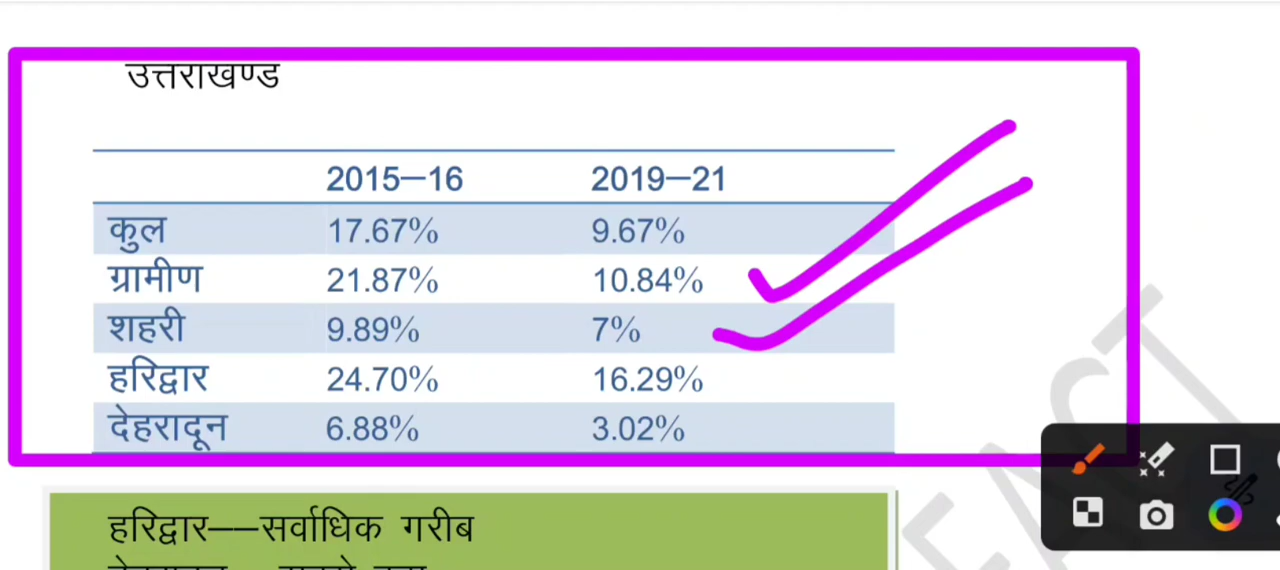 उत्तराखण्ड
2015–16 2019–21
कुल 17.67% 9.67%
ग्रामीण 21.87% 10.84%
शहरी 9.89% 7%
हरिद्वार 24.70% 16.29%
देहरादून 6.88% 3.02%
हरिद्वार––सर्वाधिक गरीब
FACT